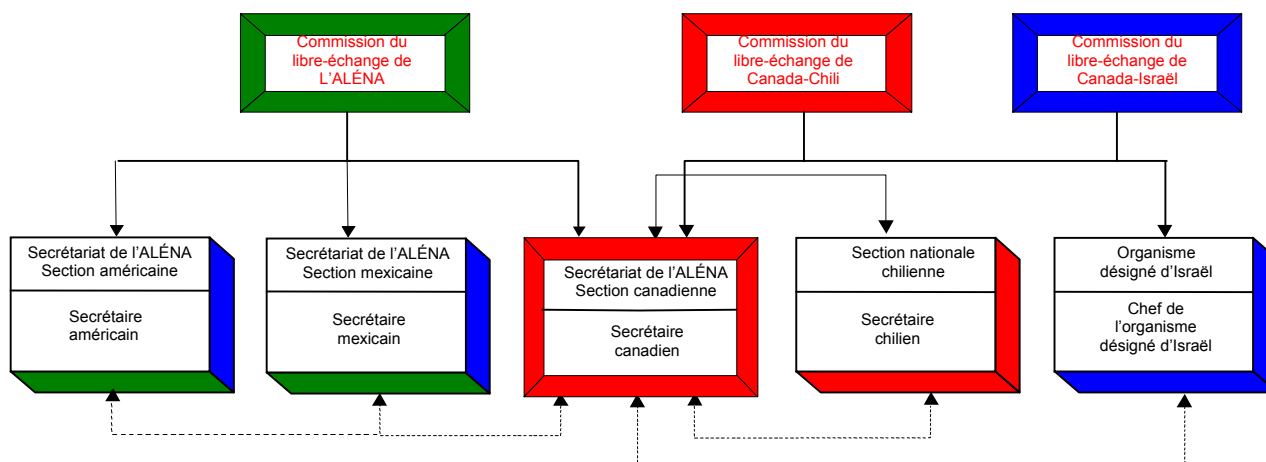 Commission du
libre-échange de
L'ALÉNA
Commission du
libre-échange de
Canada-Chili
Commission du
libre-échange de
Canada-Israël
Secrétariat de l'ALÉNA
Section américaine
Secrétaire
américain
Secrétariat de l'ALÉNA
Section mexicaine
Secrétaire
mexicain
Secrétariat de l'ALÉNA
Section canadienne
Secrétaire
canadien
Section nationale
chilienne
Secrétaire
chilien
Organisme
désigné d'Israël
Chef de
l'organisme
désigné d'Israël